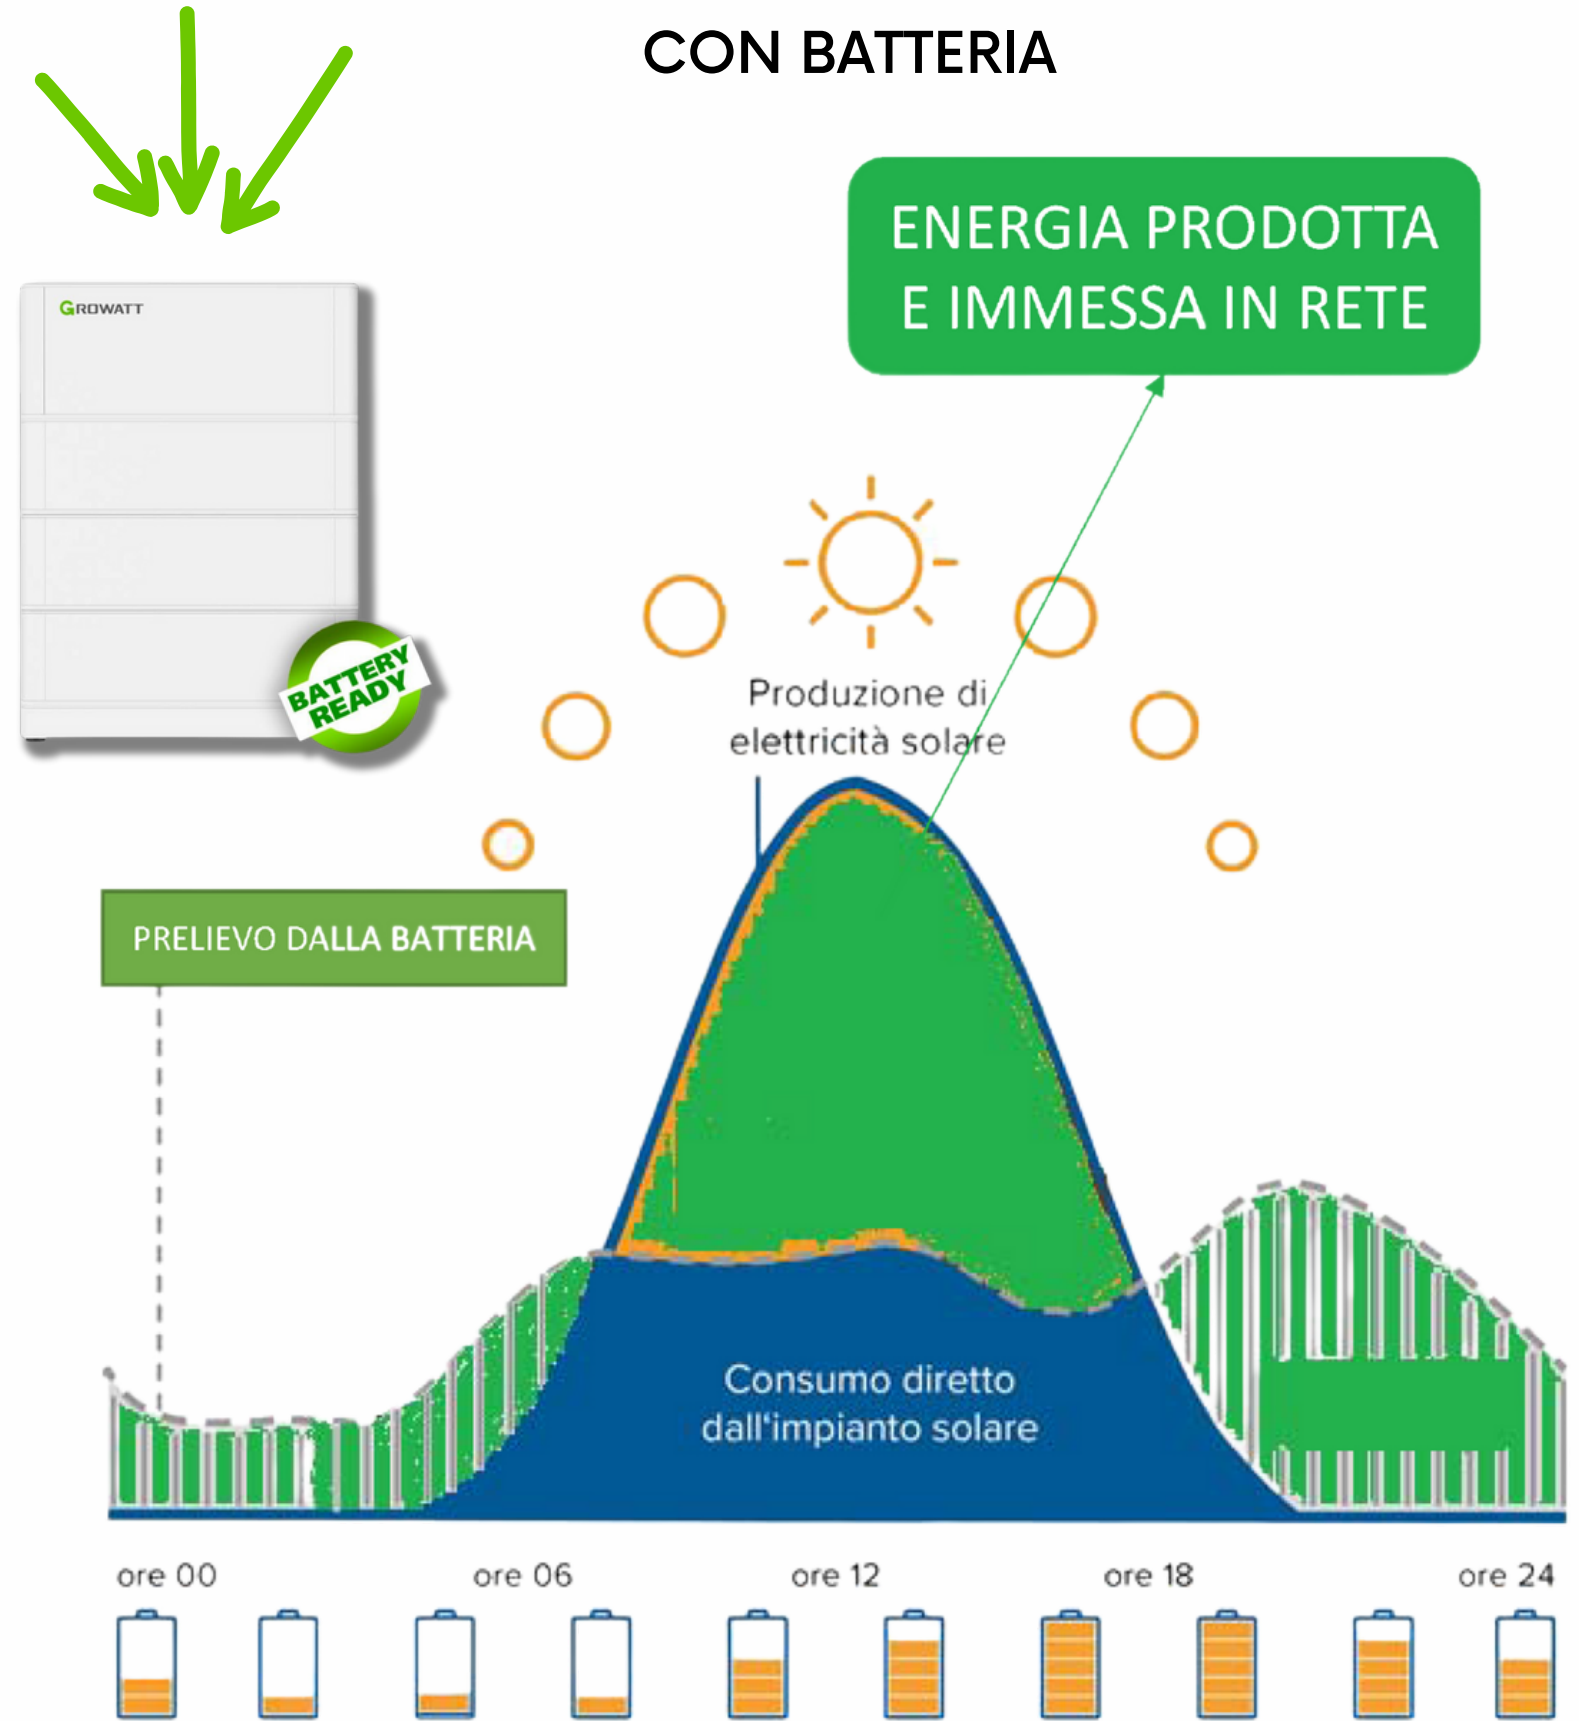 CON BATTERIA
ENERGIA PRODOTTA
E IMMESSA IN RETE
GROWATT
BATTERY
READY
Produzione di
elettricità solare
PRELIEVO DALLA BATTERIA
Consumo diretto
dall'impianto solare
ore 00 ore 06 ore 12 ore 18 ore 24